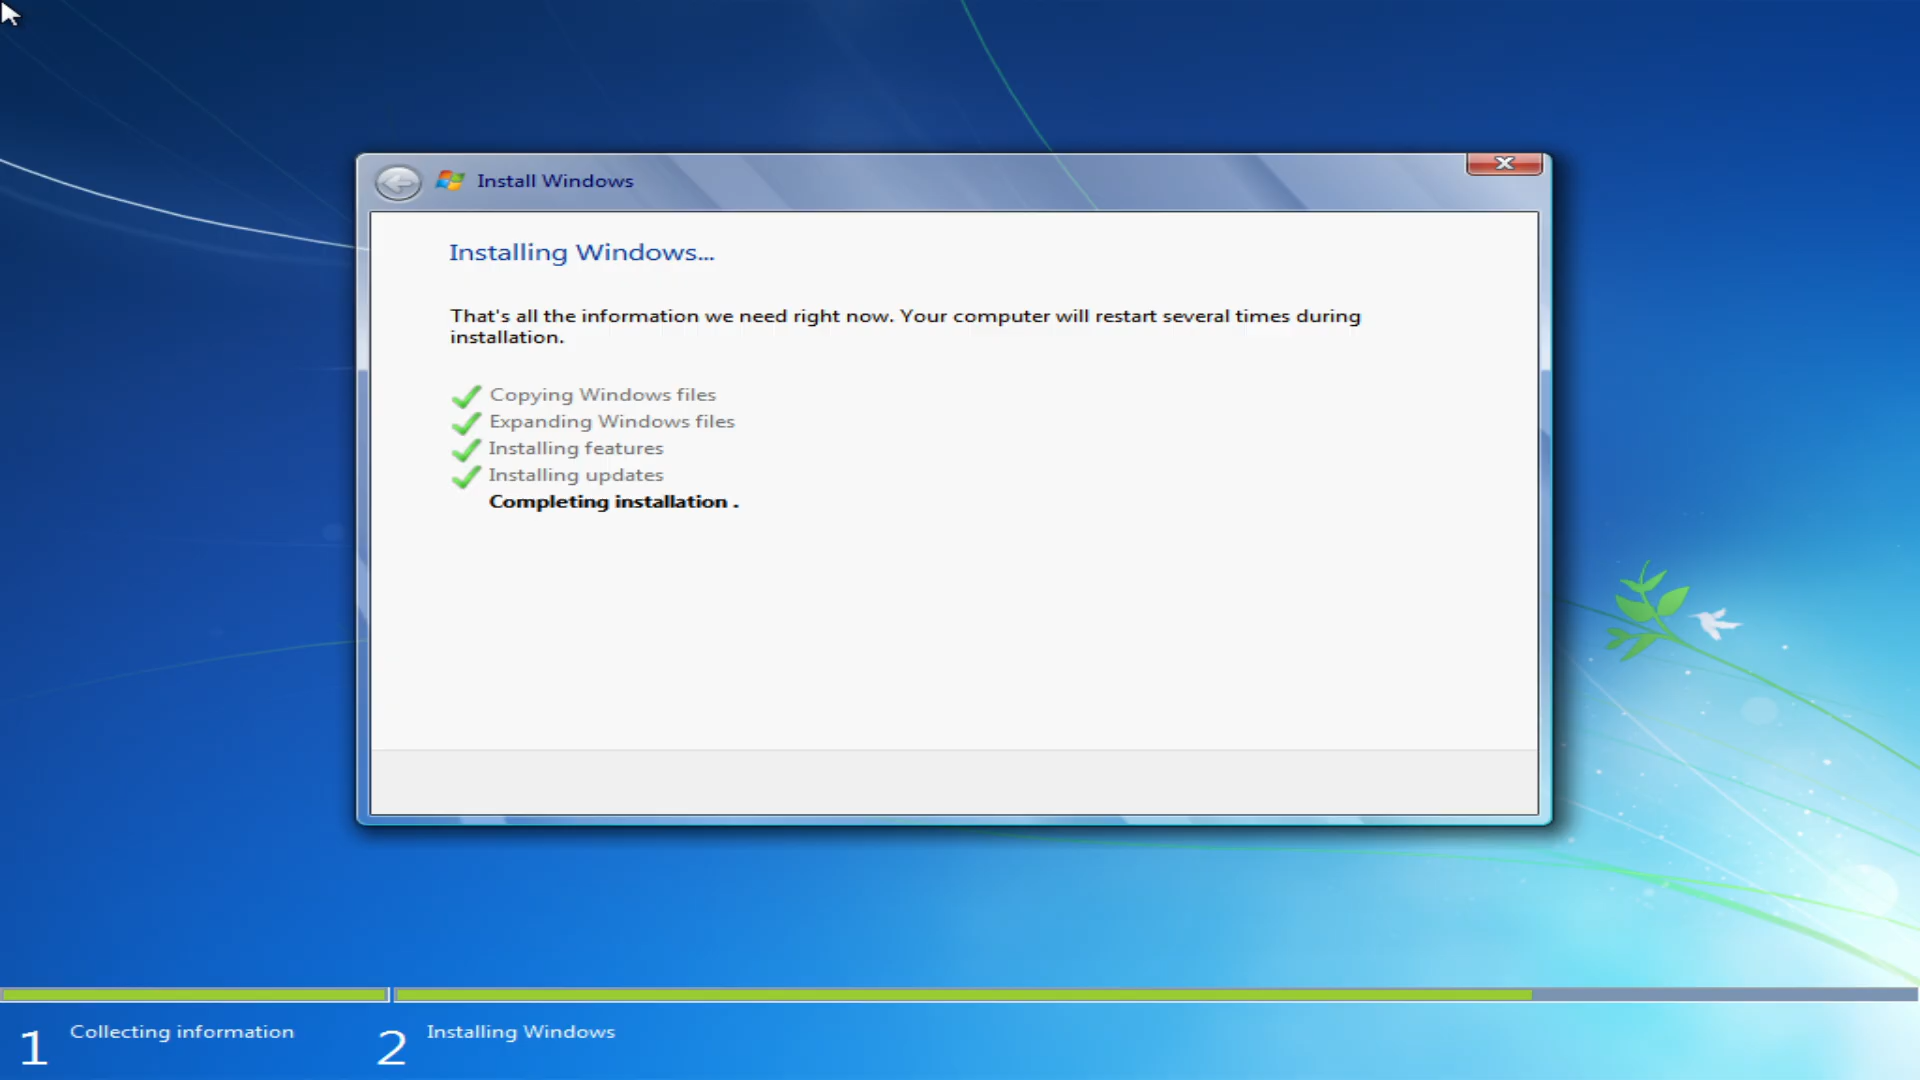 Install Windows
Installing Windows...
That's all the information we need right now. Your computer will restart several times during
installation.
Copying Windows files
Expanding Windows files
Installing features
Installing updates
Completing installation .
1 Collecting information
2 Installing Windows